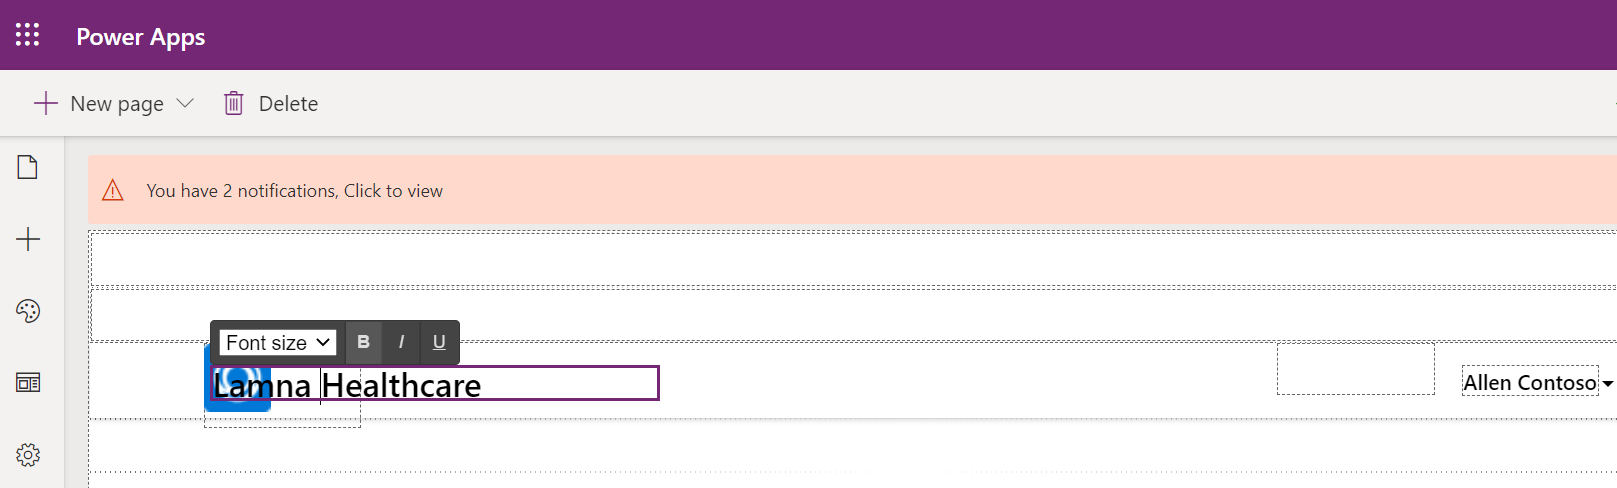 Power Apps
New page Delete
You have 2 notifications, Click to view
Font size B I U
Lamna Healthcare
Allen Contoso